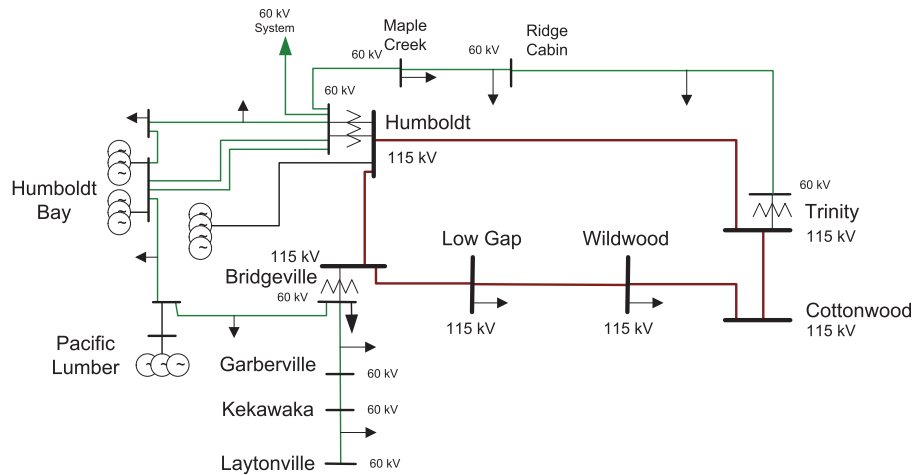 60 kV
System
Maple
Creek
60 kV
Ridge
Cabin
60 kV
60 kV
Humboldt
115 kV
~
~
~
~
Humboldt
Bay
~
~
~
~
60 kV
Trinity
115 kV
Low Gap
Wildwood
115 kV
Bridgeville
60 kV
115 kV
115 kV
Cottonwood
115 kV
Pacific
Lumber
~ ~ ~
Garberville
60 kV
Kekawaka
60 kV
Laytonville
60 kV